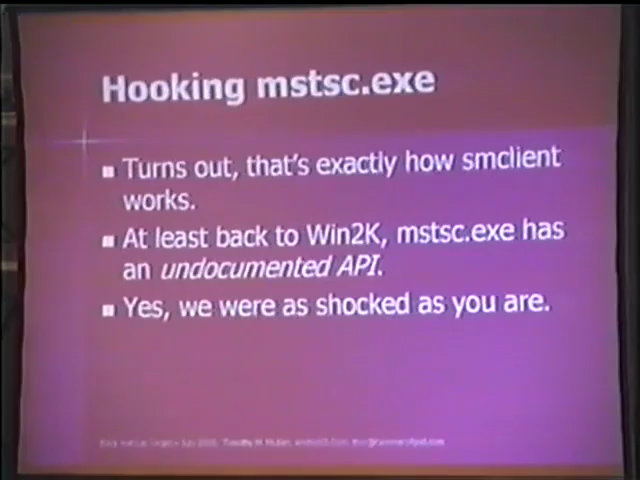 Hooking mstsc.exe
■ Turns out, that's exactly how smclient
works.
■ At least back to Win2K, mstsc.exe has
an undocumented API.
■ Yes, we were as shocked as you are.